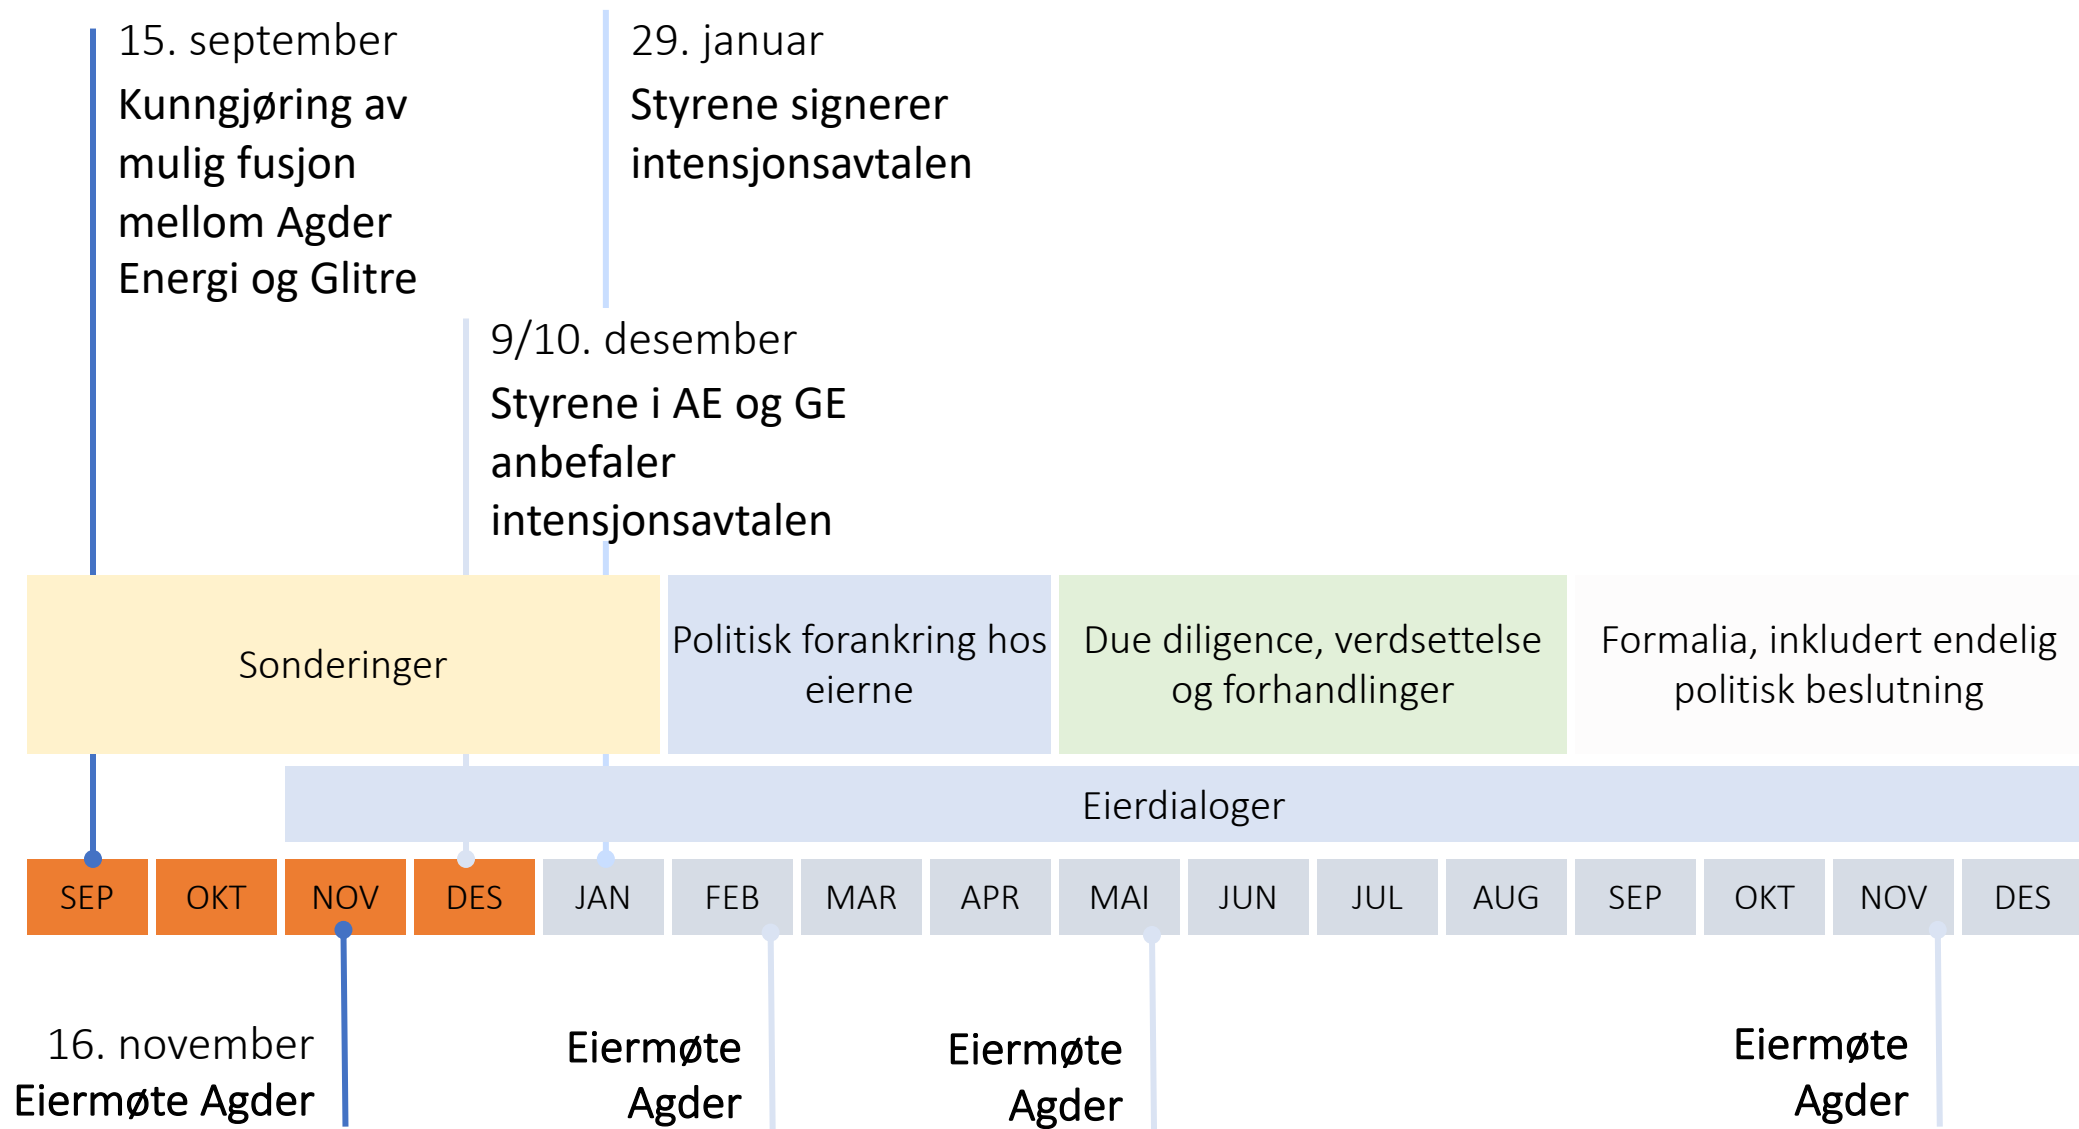 15. september
Kunngjøring av
mulig fusjon
mellom Agder
Energi og Glitre
29. januar
Styrene signerer
intensjonsavtalen
9/10. desember
Styrene i AE og GE
anbefaler
intensjonsavtalen
Sonderinger
Politisk forankring hos
eierne
Due diligence, verdsettelse
og forhandlinger
Formalia, inkludert endelig
politisk beslutning
Eierdialoger
SEP OKT NOV DES JAN FEB MAR APR MAI JUN JUL AUG SEP OKT NOV DES
16. november
Eiermøte Agder
Eiermøte
Agder
Eiermøte
Agder
Eiermøte
Agder